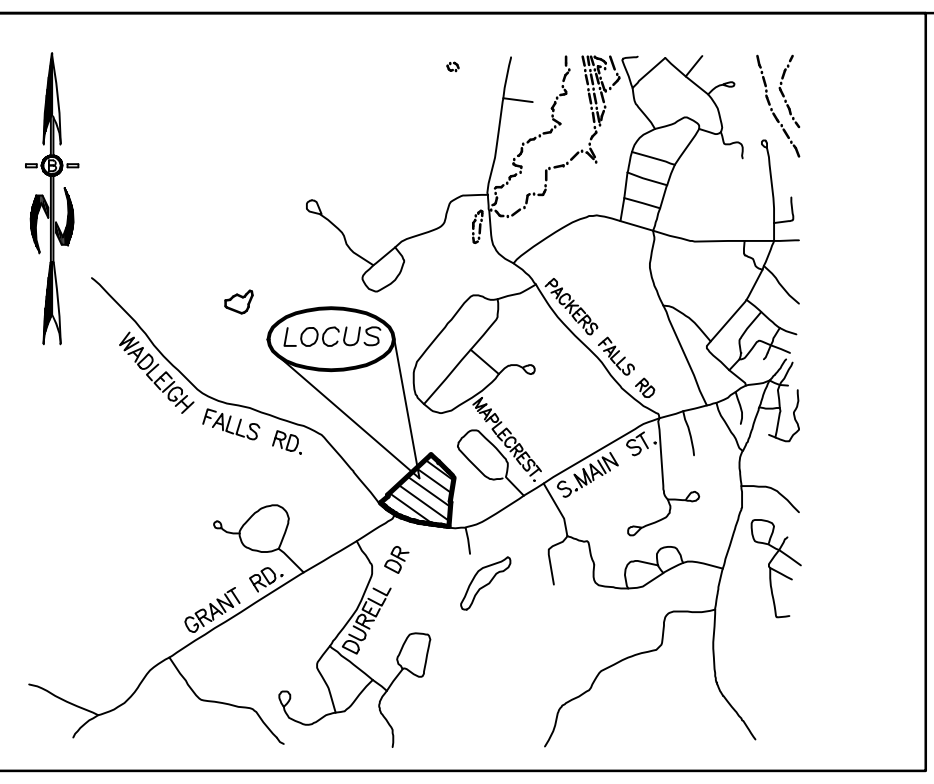 B
N
LOCUS
PACKERS FALLS RD
WADLEIGH FALLS RD.
MAPLECREST.
S.MAIN ST.
GRANT RD.
DURELL DR